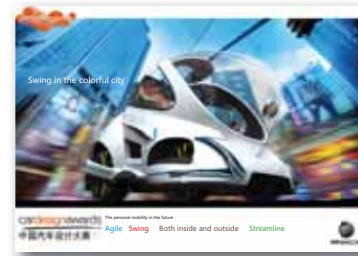 Swing in the colorful city
cardesignawards
The personal mobility in the future
Agile Swing Both inside and outside Streamline
中国汽车设计大赛